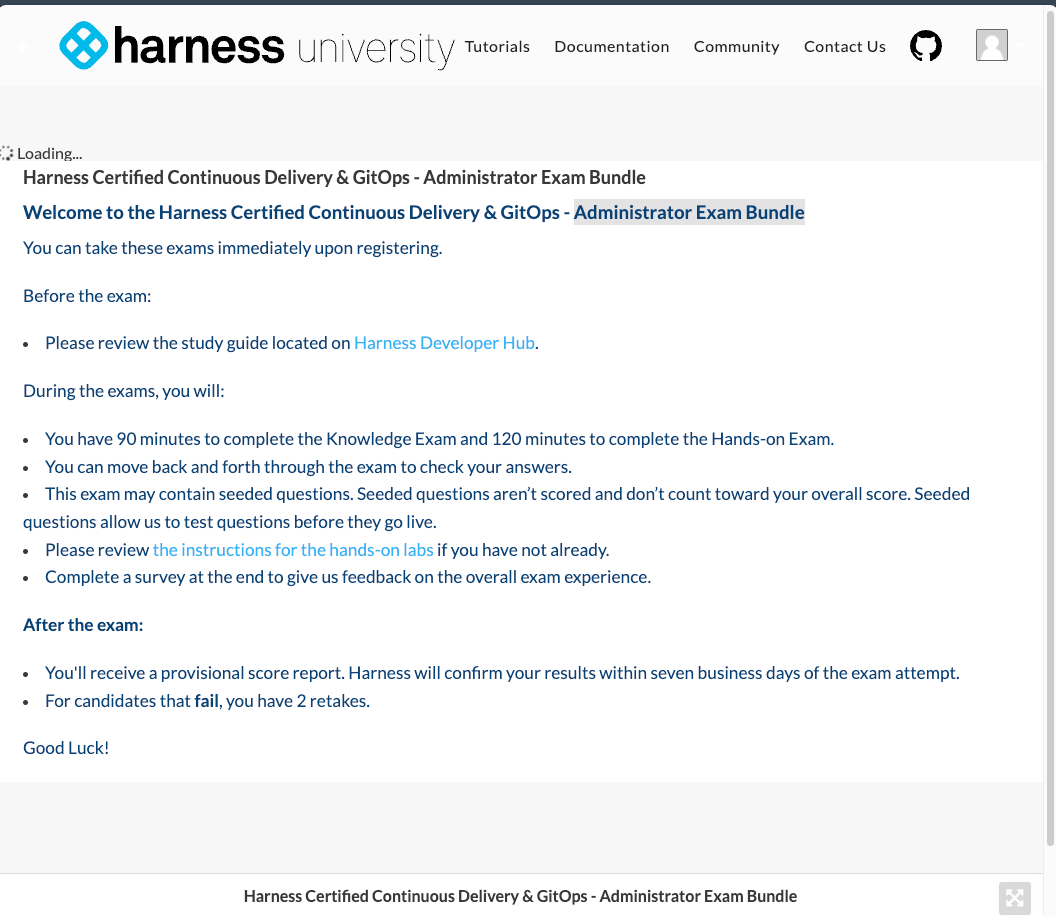 harness university Tutorials Documentation Community Contact Us
Loading...
Harness Certified Continuous Delivery & GitOps - Administrator Exam Bundle
Welcome to the Harness Certified Continuous Delivery & GitOps - Administrator Exam Bundle
You can take these exams immediately upon registering.
Before the exam:
• Please review the study guide located on Harness Developer Hub.
During the exams, you will:
• You have 90 minutes to complete the Knowledge Exam and 120 minutes to complete the Hands-on Exam.
• You can move back and forth through the exam to check your answers.
• This exam may contain seeded questions. Seeded questions aren’t scored and don’t count toward your overall score. Seeded
questions allow us to test questions before they go live.
• Please review the instructions for the hands-on labs if you have not already.
• Complete a survey at the end to give us feedback on the overall exam experience.
After the exam:
• You'll receive a provisional score report. Harness will confirm your results within seven business days of the exam attempt.
• For candidates that fail, you have 2 retakes.
Good Luck!
Harness Certified Continuous Delivery & GitOps - Administrator Exam Bundle